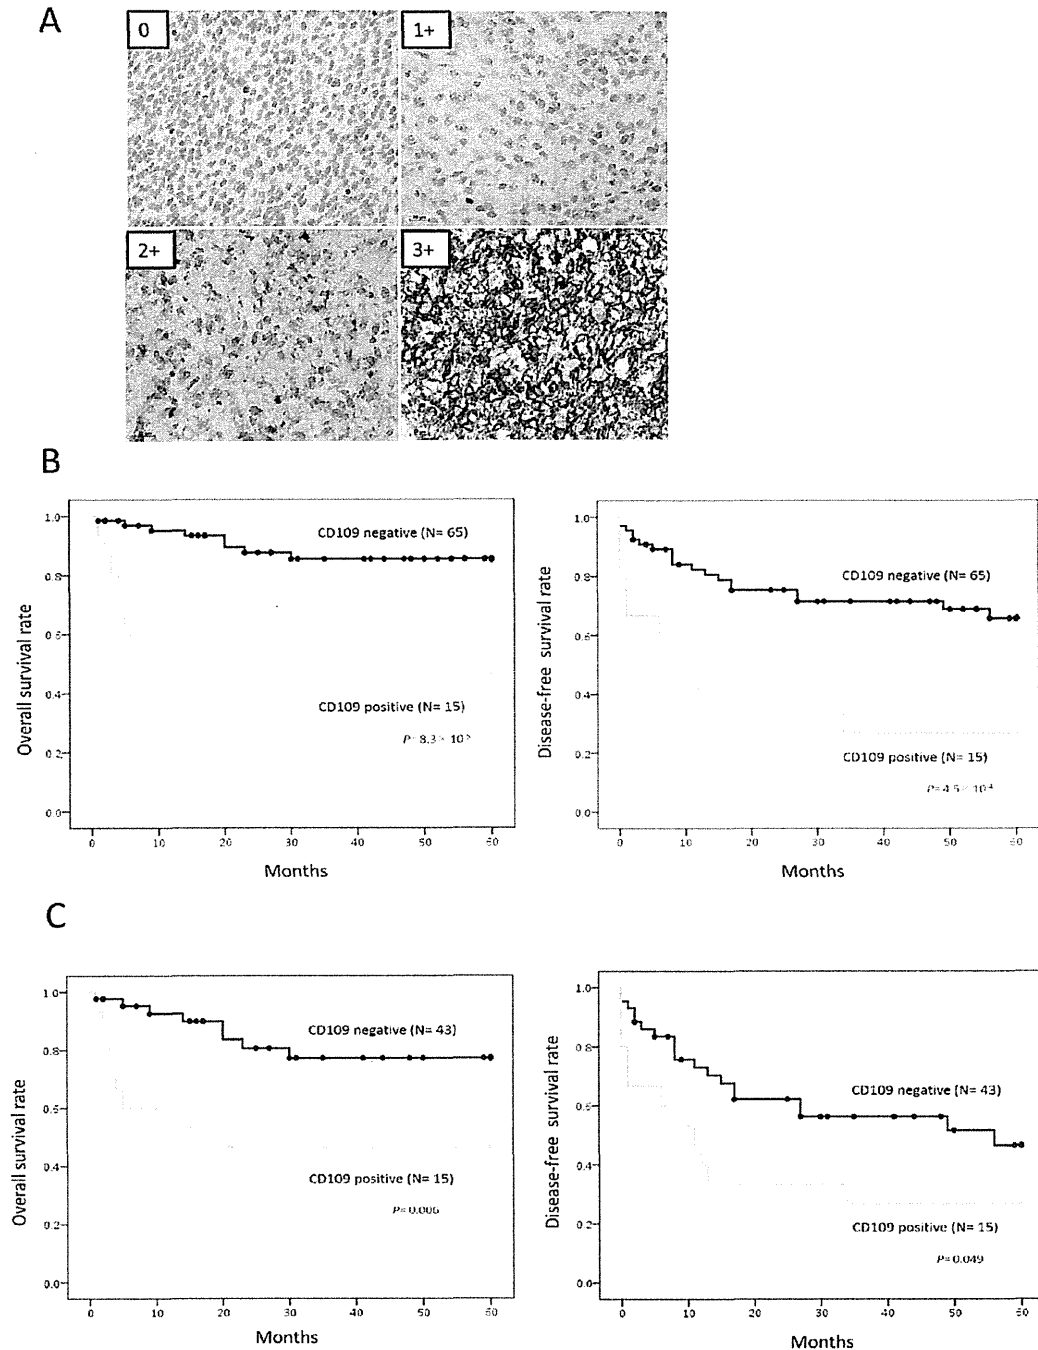 A
0
1+
2+
3+
B
Overall survival rate
1.0
0.8
0.6
0.4
0.2
0.0
CD109 negative (N= 65)
CD109 positive (N= 15)
0 10 20 30 40 50 60
Months
Disease-free survival rate
1.0
0.8
0.6
0.4
0.2
0.0
CD109 negative (N= 65)
CD109 positive (N= 15)
0 10 20 30 40 50 60
Months
C
Overall survival rate
1.0
0.8
0.6
0.4
0.2
0.0
CD109 negative (N= 43)
CD109 positive (N= 15)
P= 0.006
0 10 20 30 40 50 60
Months
Disease-free survival rate
1.0
0.8
0.6
0.4
0.2
0.0
CD109 negative (N= 43)
CD109 positive (N= 15)
P= 0.049
0 10 20 30 40 50 60
Months